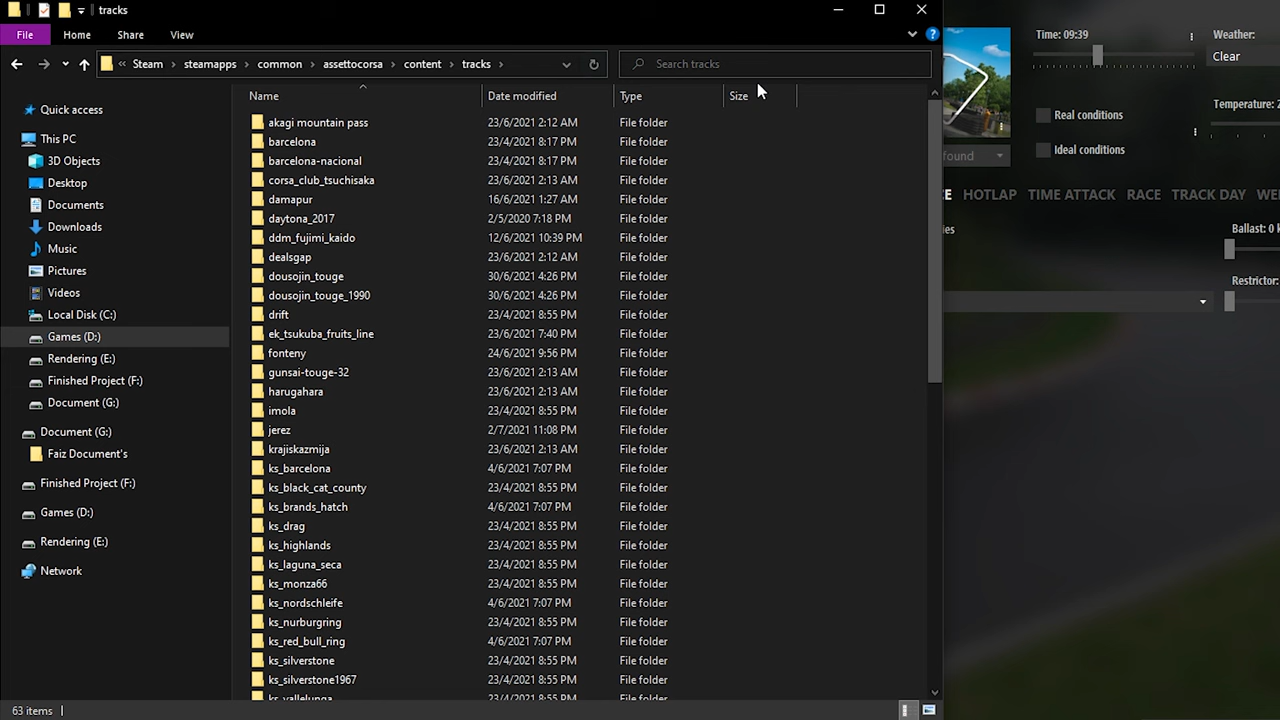 tracks
File Home Share View
« Steam steamapps common assettocorsa content tracks
Search tracks
Name Date modified Type Size
Quick access
This PC
3D Objects
Desktop
Documents
Downloads
Music
Pictures
Videos
Local Disk (C:)
Games (D:)
Rendering (E:)
Finished Project (F:)
Document (G:)
Document (G:)
Faiz Document's
Finished Project (F:)
Games (D:)
Rendering (E:)
Network
akagi mountain pass 23/6/2021 2:12 AM File folder
barcelona 23/4/2021 8:17 PM File folder
barcelona-nacional 23/4/2021 8:17 PM File folder
corsa_club_tsuchisaka 23/6/2021 2:13 AM File folder
damapur 16/6/2021 1:27 AM File folder
daytona_2017 2/5/2020 7:18 PM File folder
ddm_fujimi_kaido 12/6/2021 10:39 PM File folder
dealsgap 23/6/2021 2:12 AM File folder
dousojin_touge 30/6/2021 4:26 PM File folder
dousojin_touge_1990 30/6/2021 4:26 PM File folder
drift 23/4/2021 8:55 PM File folder
ek_tsukuba_fruits_line 23/6/2021 7:40 PM File folder
fonteny 24/6/2021 9:56 PM File folder
gunsai-touge-32 23/6/2021 2:13 AM File folder
harugahara 23/6/2021 2:13 AM File folder
imola 23/4/2021 8:55 PM File folder
jerez 2/7/2021 11:08 PM File folder
krajiskazmija 23/6/2021 2:13 AM File folder
ks_barcelona 4/6/2021 7:07 PM File folder
ks_black_cat_county 23/4/2021 8:55 PM File folder
ks_brands_hatch 4/6/2021 7:07 PM File folder
ks_drag 23/4/2021 8:55 PM File folder
ks_highlands 23/4/2021 8:55 PM File folder
ks_laguna_seca 23/4/2021 8:55 PM File folder
ks_monza66 23/4/2021 8:55 PM File folder
ks_nordschleife 4/6/2021 7:07 PM File folder
ks_nurburgring 23/4/2021 8:55 PM File folder
ks_red_bull_ring 4/6/2021 7:07 PM File folder
ks_silverstone 23/4/2021 8:55 PM File folder
ks_silverstone1967 23/4/2021 8:55 PM File folder
ks_vallelunga 23/4/2021 8:55 PM File folder
63 items
Time: 09:39 Weather:
Clear
Real conditions
Temperature: 2
Ideal conditions
found
CE HOTLAP TIME ATTACK RACE TRACK DAY WE
es
Ballast: 0 k
Restrictor: